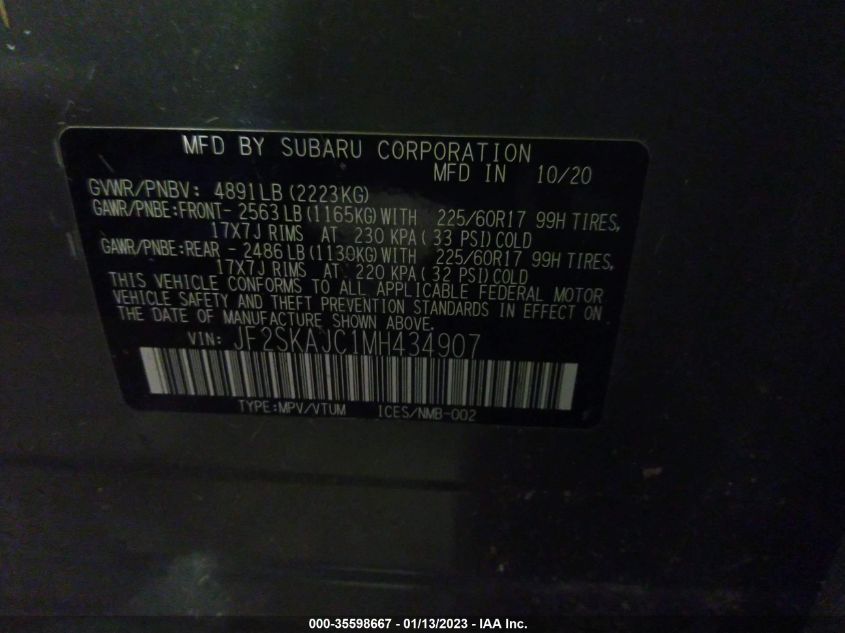 MFD BY SUBARU CORPORATION
MFD IN 10/20
GVWR/PNBV: 4891LB (2223KG)
GAWR/PNBE:FRONT- 2563 LB (1165KG) WITH 225/60R17 99H TIRES,
17X7J RIMS AT 230 KPA ( 33 PSI) COLD
GAWR/PNBE:REAR - 2486 LB (1130KG) WITH 225/60R17 99H TIRES,
17X7J RIMS AT 220 KPA ( 32 PSI) COLD
THIS VEHICLE CONFORMS TO ALL APPLICABLE FEDERAL MOTOR
VEHICLE SAFETY AND THEFT PREVENTION STANDARDS IN EFFECT ON
THE DATE OF MANUFACTURE SHOWN ABOVE.
VIN: JF2SKAJC1MH434907
TYPE:MPV/VTUM ICES/NMB-002
000-35598667 — 01/13/2023 - IAA Inc.